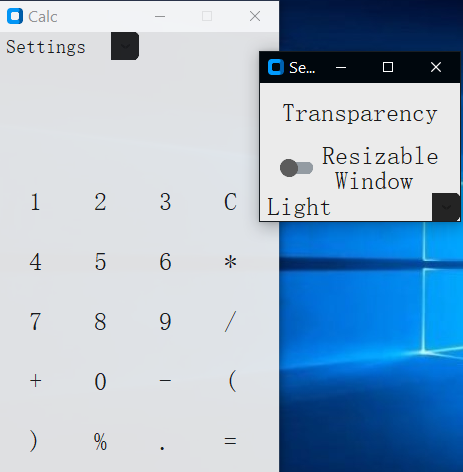 Calc
Settings
Se...
Transparency
Resizable
Window
Light
1 2 3 C
4 5 6 *
7 8 9 /
+ 0 - (
) % . =